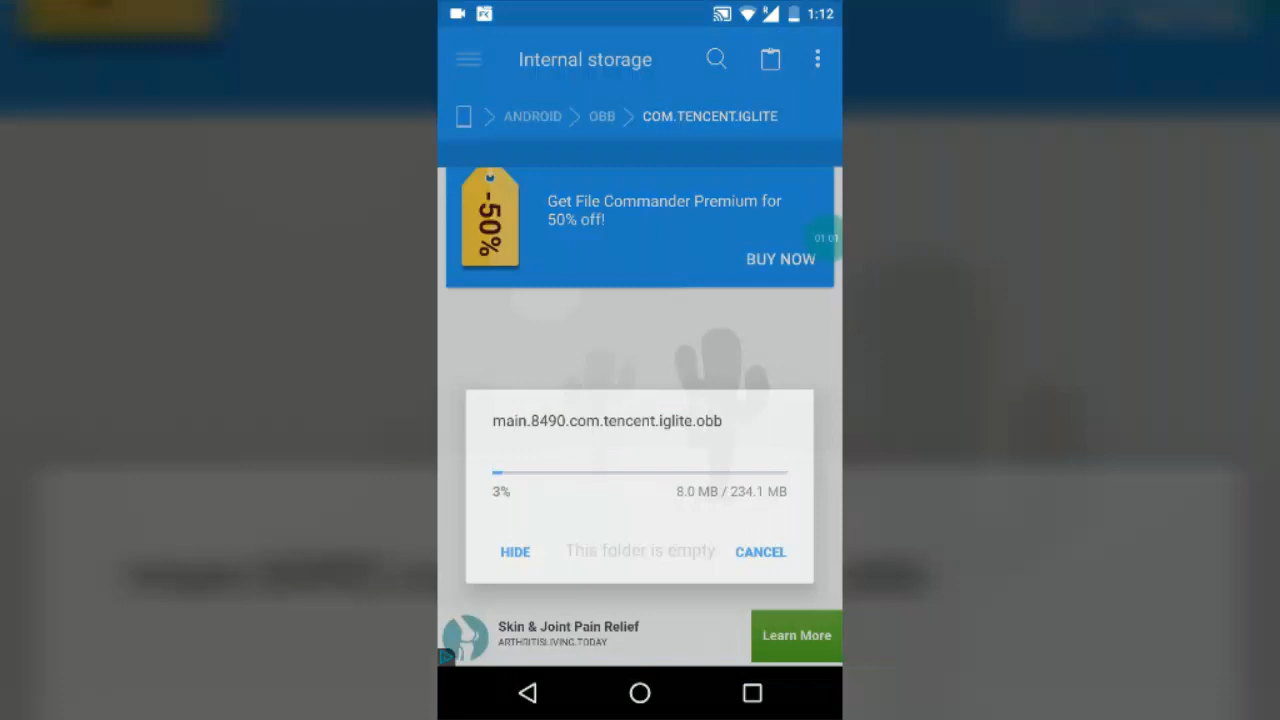 1:12
Internal storage
ANDROID OBB COM.TENCENT.IGLITE
-50%
Get File Commander Premium for
50% off!
01:01
BUY NOW
main.8490.com.tencent.iglite.obb
3% 8.0 MB / 234.1 MB
HIDE This folder is empty CANCEL
Skin & Joint Pain Relief
ARTHRITISLIVING.TODAY
Learn More